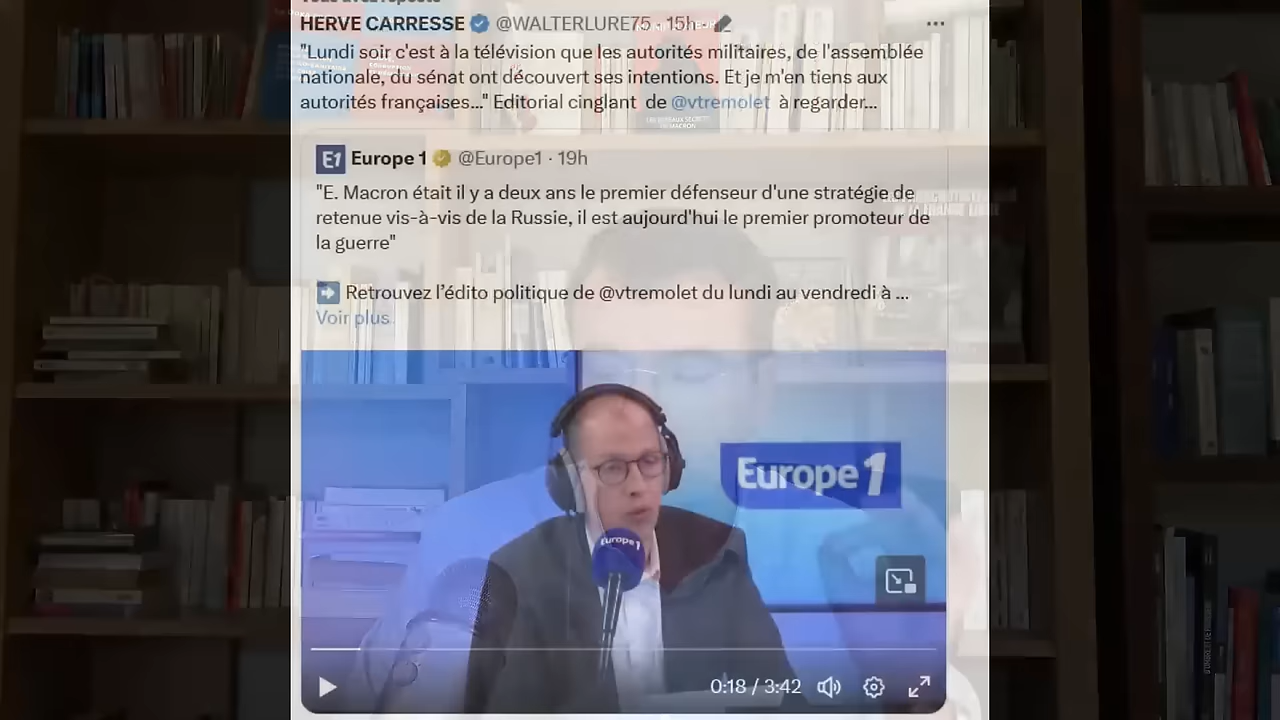 HERVE CARRESSE @WALTERLURE75 · 15h
"Lundi soir c'est à la télévision que les autorités militaires, de l'assemblée
nationale, du sénat ont découvert ses intentions. Et je m'en tiens aux
autorités françaises..." Editorial cinglant de @vtremolet à regarder...
E1 Europe 1 @Europe1 · 19h
"E. Macron était il y a deux ans le premier défenseur d'une stratégie de
retenue vis-à-vis de la Russie, il est aujourd'hui le premier promoteur de
la guerre"
Retrouvez l'édito politique de @vtremolet du lundi au vendredi à ...
Voir plus
Europe 1
Europe 1
0:18 / 3:42